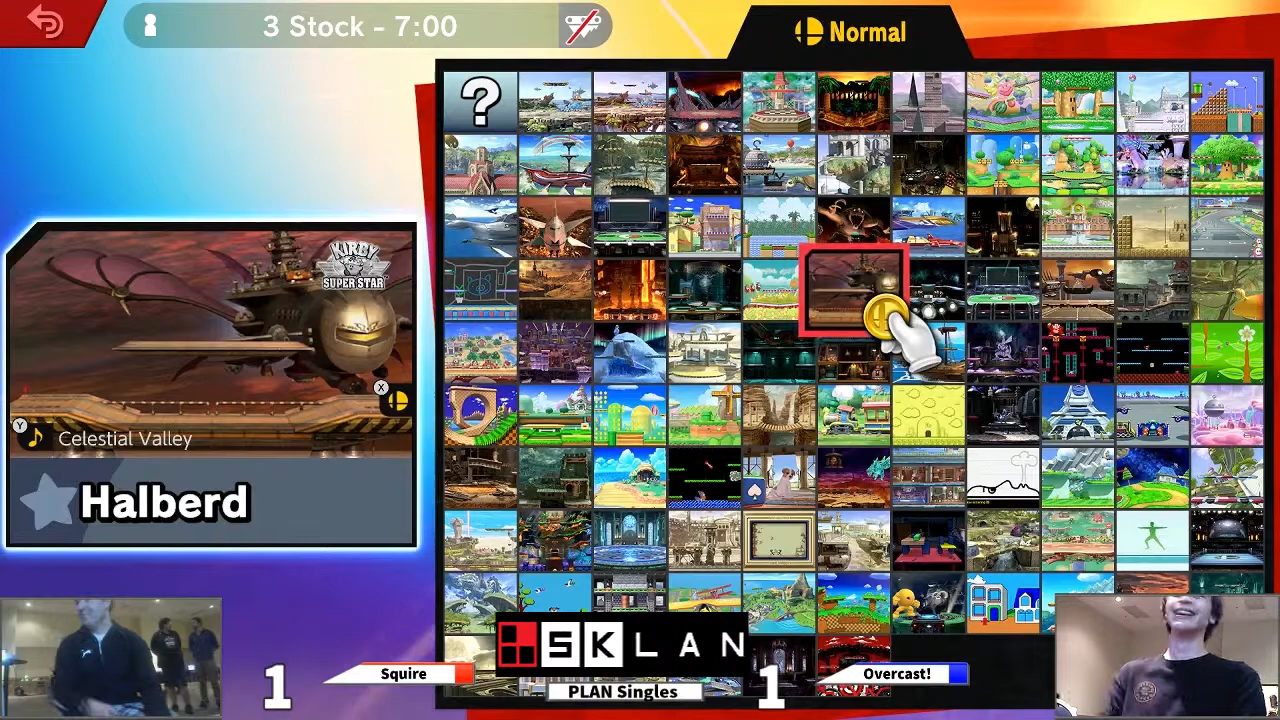 3 Stock - 7:00
Normal
?
KIRBY
SUPER STAR
X
Y
Celestial Valley
Halberd
SKLAN
1
Squire
PLAN Singles
1
Overcast!